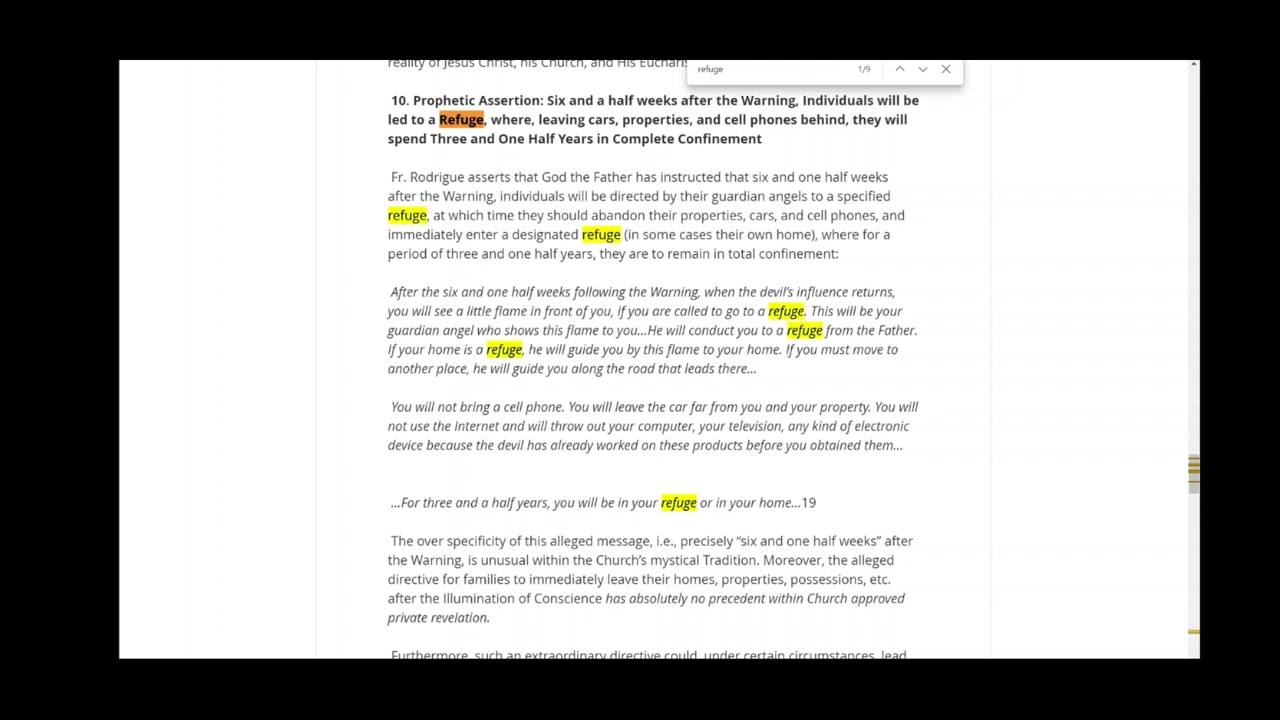 reality of Jesus Christ, his Church, and His Eucharis
refuge 1/9
10. Prophetic Assertion: Six and a half weeks after the Warning, Individuals will be
led to a Refuge, where, leaving cars, properties, and cell phones behind, they will
spend Three and One Half Years in Complete Confinement
Fr. Rodrigue asserts that God the Father has instructed that six and one half weeks
after the Warning, individuals will be directed by their guardian angels to a specified
refuge, at which time they should abandon their properties, cars, and cell phones, and
immediately enter a designated refuge (in some cases their own home), where for a
period of three and one half years, they are to remain in total confinement:
After the six and one half weeks following the Warning, when the devil's influence returns,
you will see a little flame in front of you, if you are called to go to a refuge. This will be your
guardian angel who shows this flame to you...He will conduct you to a refuge from the Father.
If your home is a refuge, he will guide you by this flame to your home. If you must move to
another place, he will guide you along the road that leads there...
You will not bring a cell phone. You will leave the car far from you and your property. You will
not use the Internet and will throw out your computer, your television, any kind of electronic
device because the devil has already worked on these products before you obtained them...
...For three and a half years, you will be in your refuge or in your home...19
The over specificity of this alleged message, i.e., precisely “six and one half weeks” after
the Warning, is unusual within the Church's mystical Tradition. Moreover, the alleged
directive for families to immediately leave their homes, properties, possessions, etc.
after the Illumination of Conscience has absolutely no precedent within Church approved
private revelation.
Furthermore, such an extraordinary directive could, under certain circumstances, lead